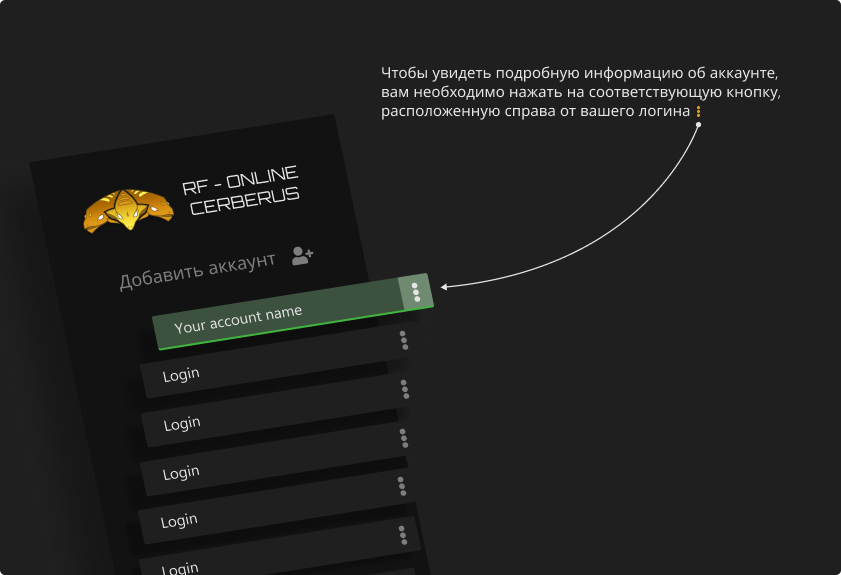 Чтобы увидеть подробную информацию об аккаунте,
вам необходимо нажать на соответствующую кнопку,
расположенную справа от вашего логина
RF - ONLINE
CERBERUS
Добавить аккаунт
Your account name
Login
Login
Login
Login
Login